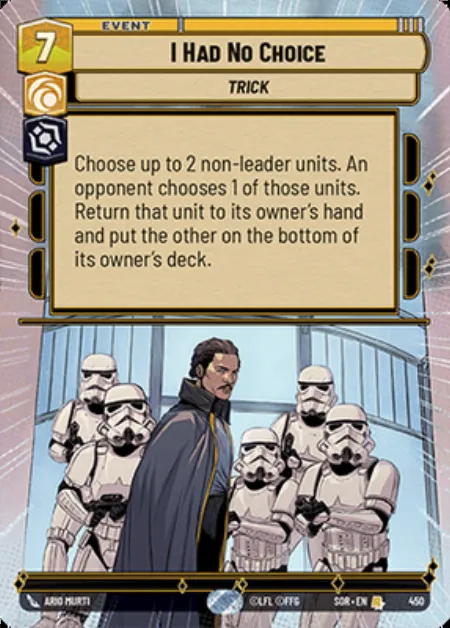 EVENT
7
I HAD NO CHOICE
TRICK
Choose up to 2 non-leader units. An
opponent chooses 1 of those units.
Return that unit to its owner's hand
and put the other on the bottom of
its owner's deck.
ARIO MURTI ©LFL ©FFG SOR • EN R 450